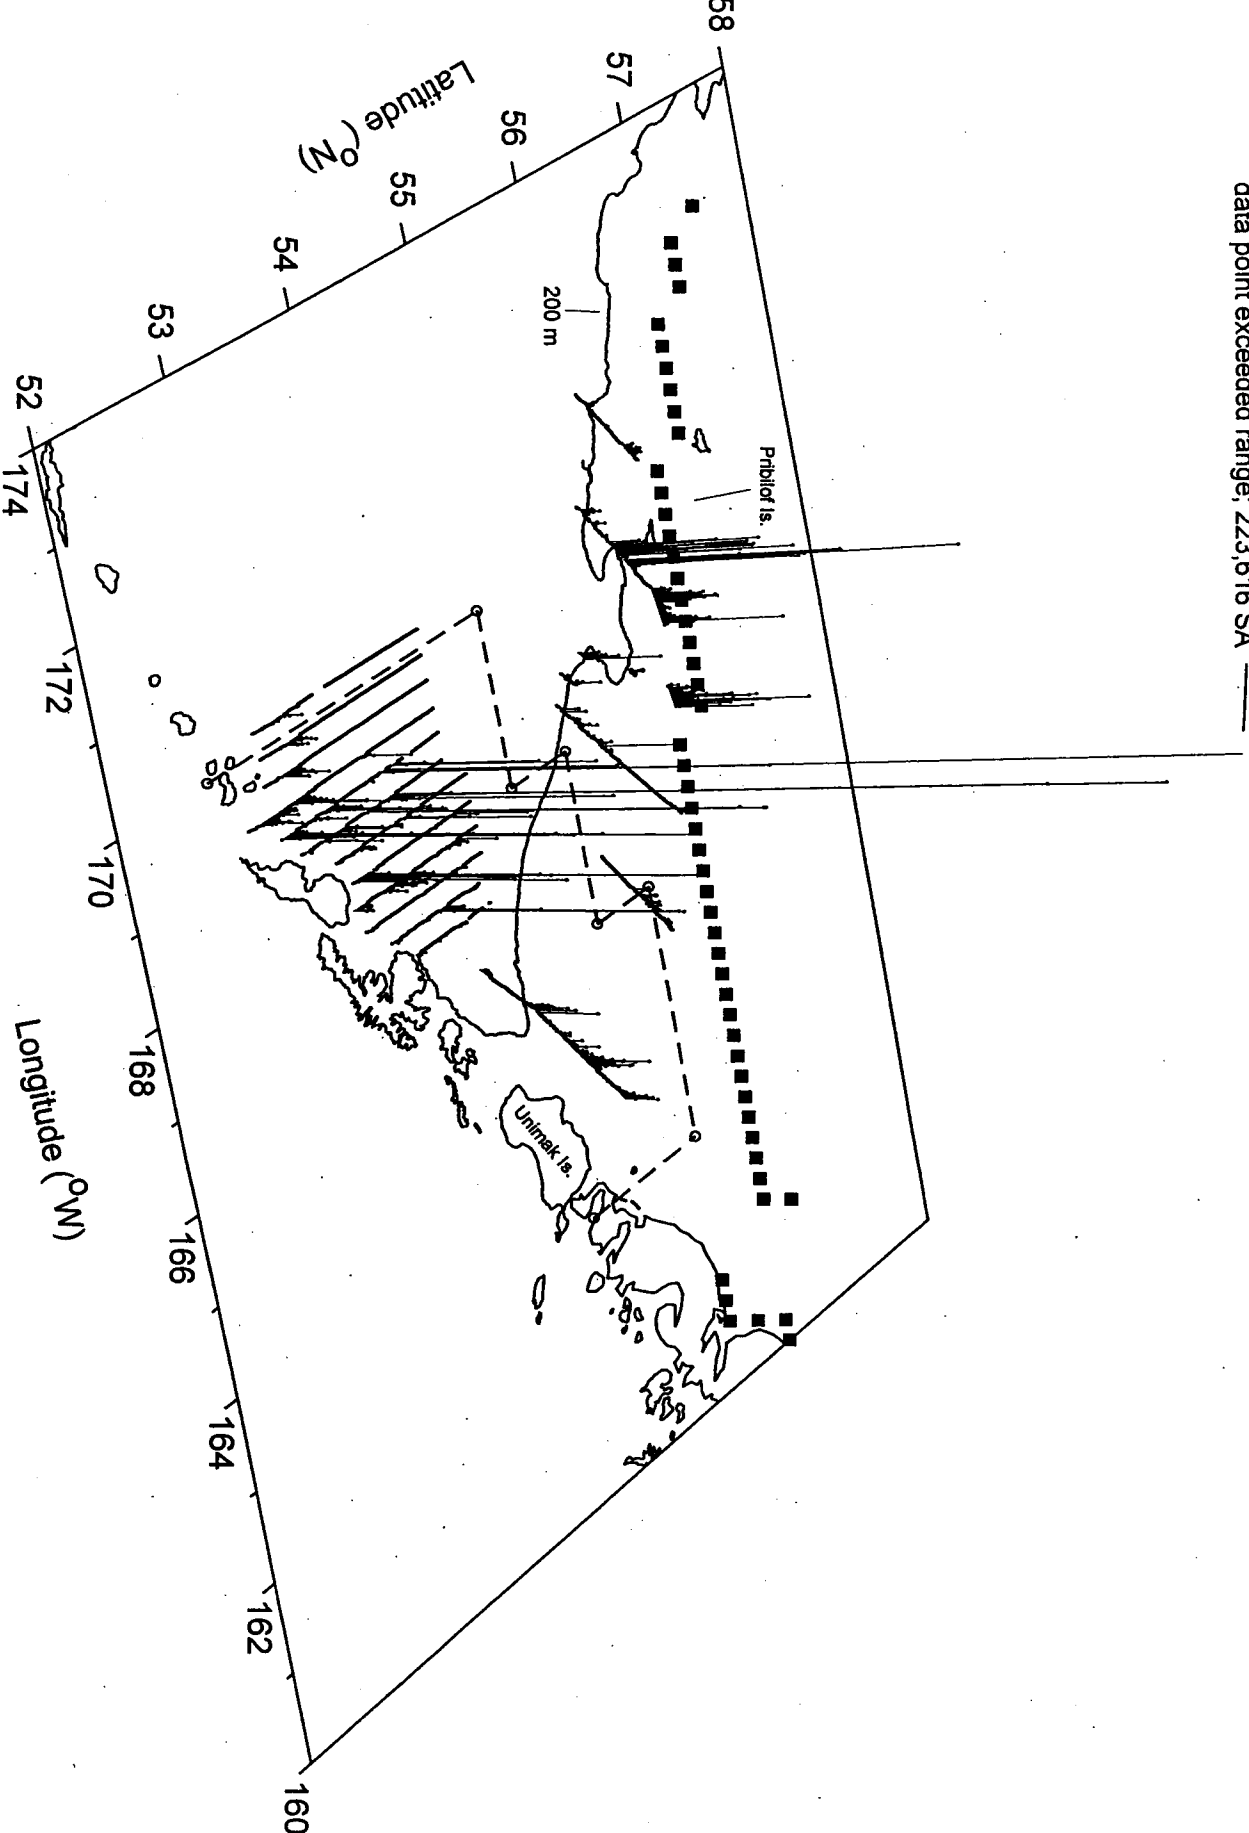 data point exceeded range; 223,616 SA
58
57
56
55
54
53
52
Latitude (°N)
200 m
Pribilof Is.
Unimak Is.
174
172
170
168
166
164
162
160
Longitude (°W)